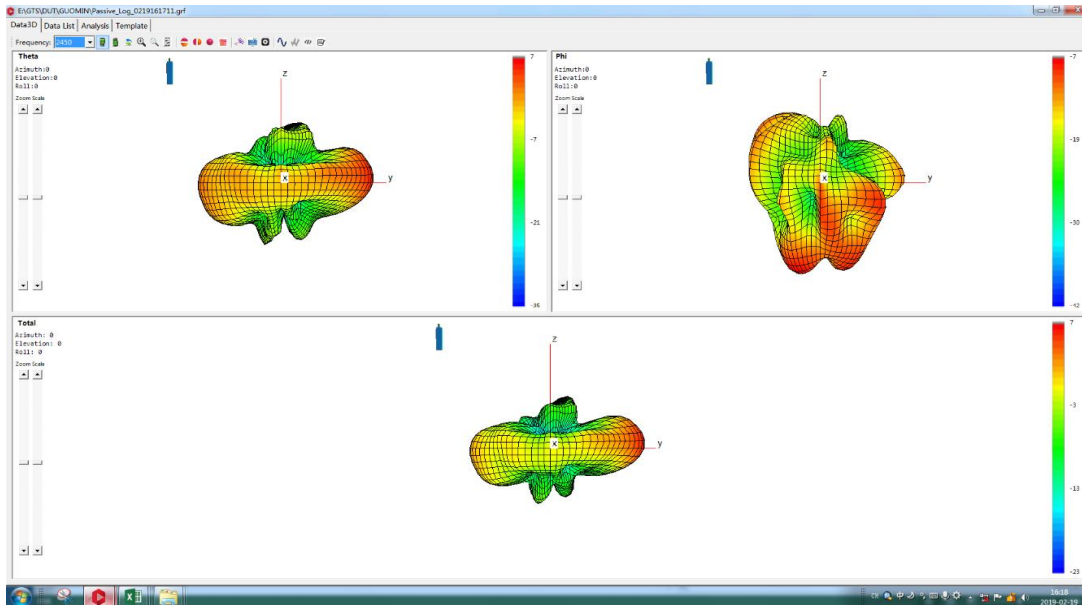 E:\GTS\DUT\GUOMIN\Passive_Log_0219161711.grf
Data3D Data List Analysis Template
Frequency: 2450
Theta
Azimuth:0
Elevation:0
Roll:0
Zoom Scale
z
x
y
7
-7
-21
-35
Phi
Azimuth:0
Elevation:0
Roll:0
Zoom Scale
z
x
y
-7
-30
-42
Total
Azimuth: 0
Elevation: 0
Roll: 0
Zoom Scale
z
x
y
7
-3
-13
-23
CH 中
16:18
2019-02-19